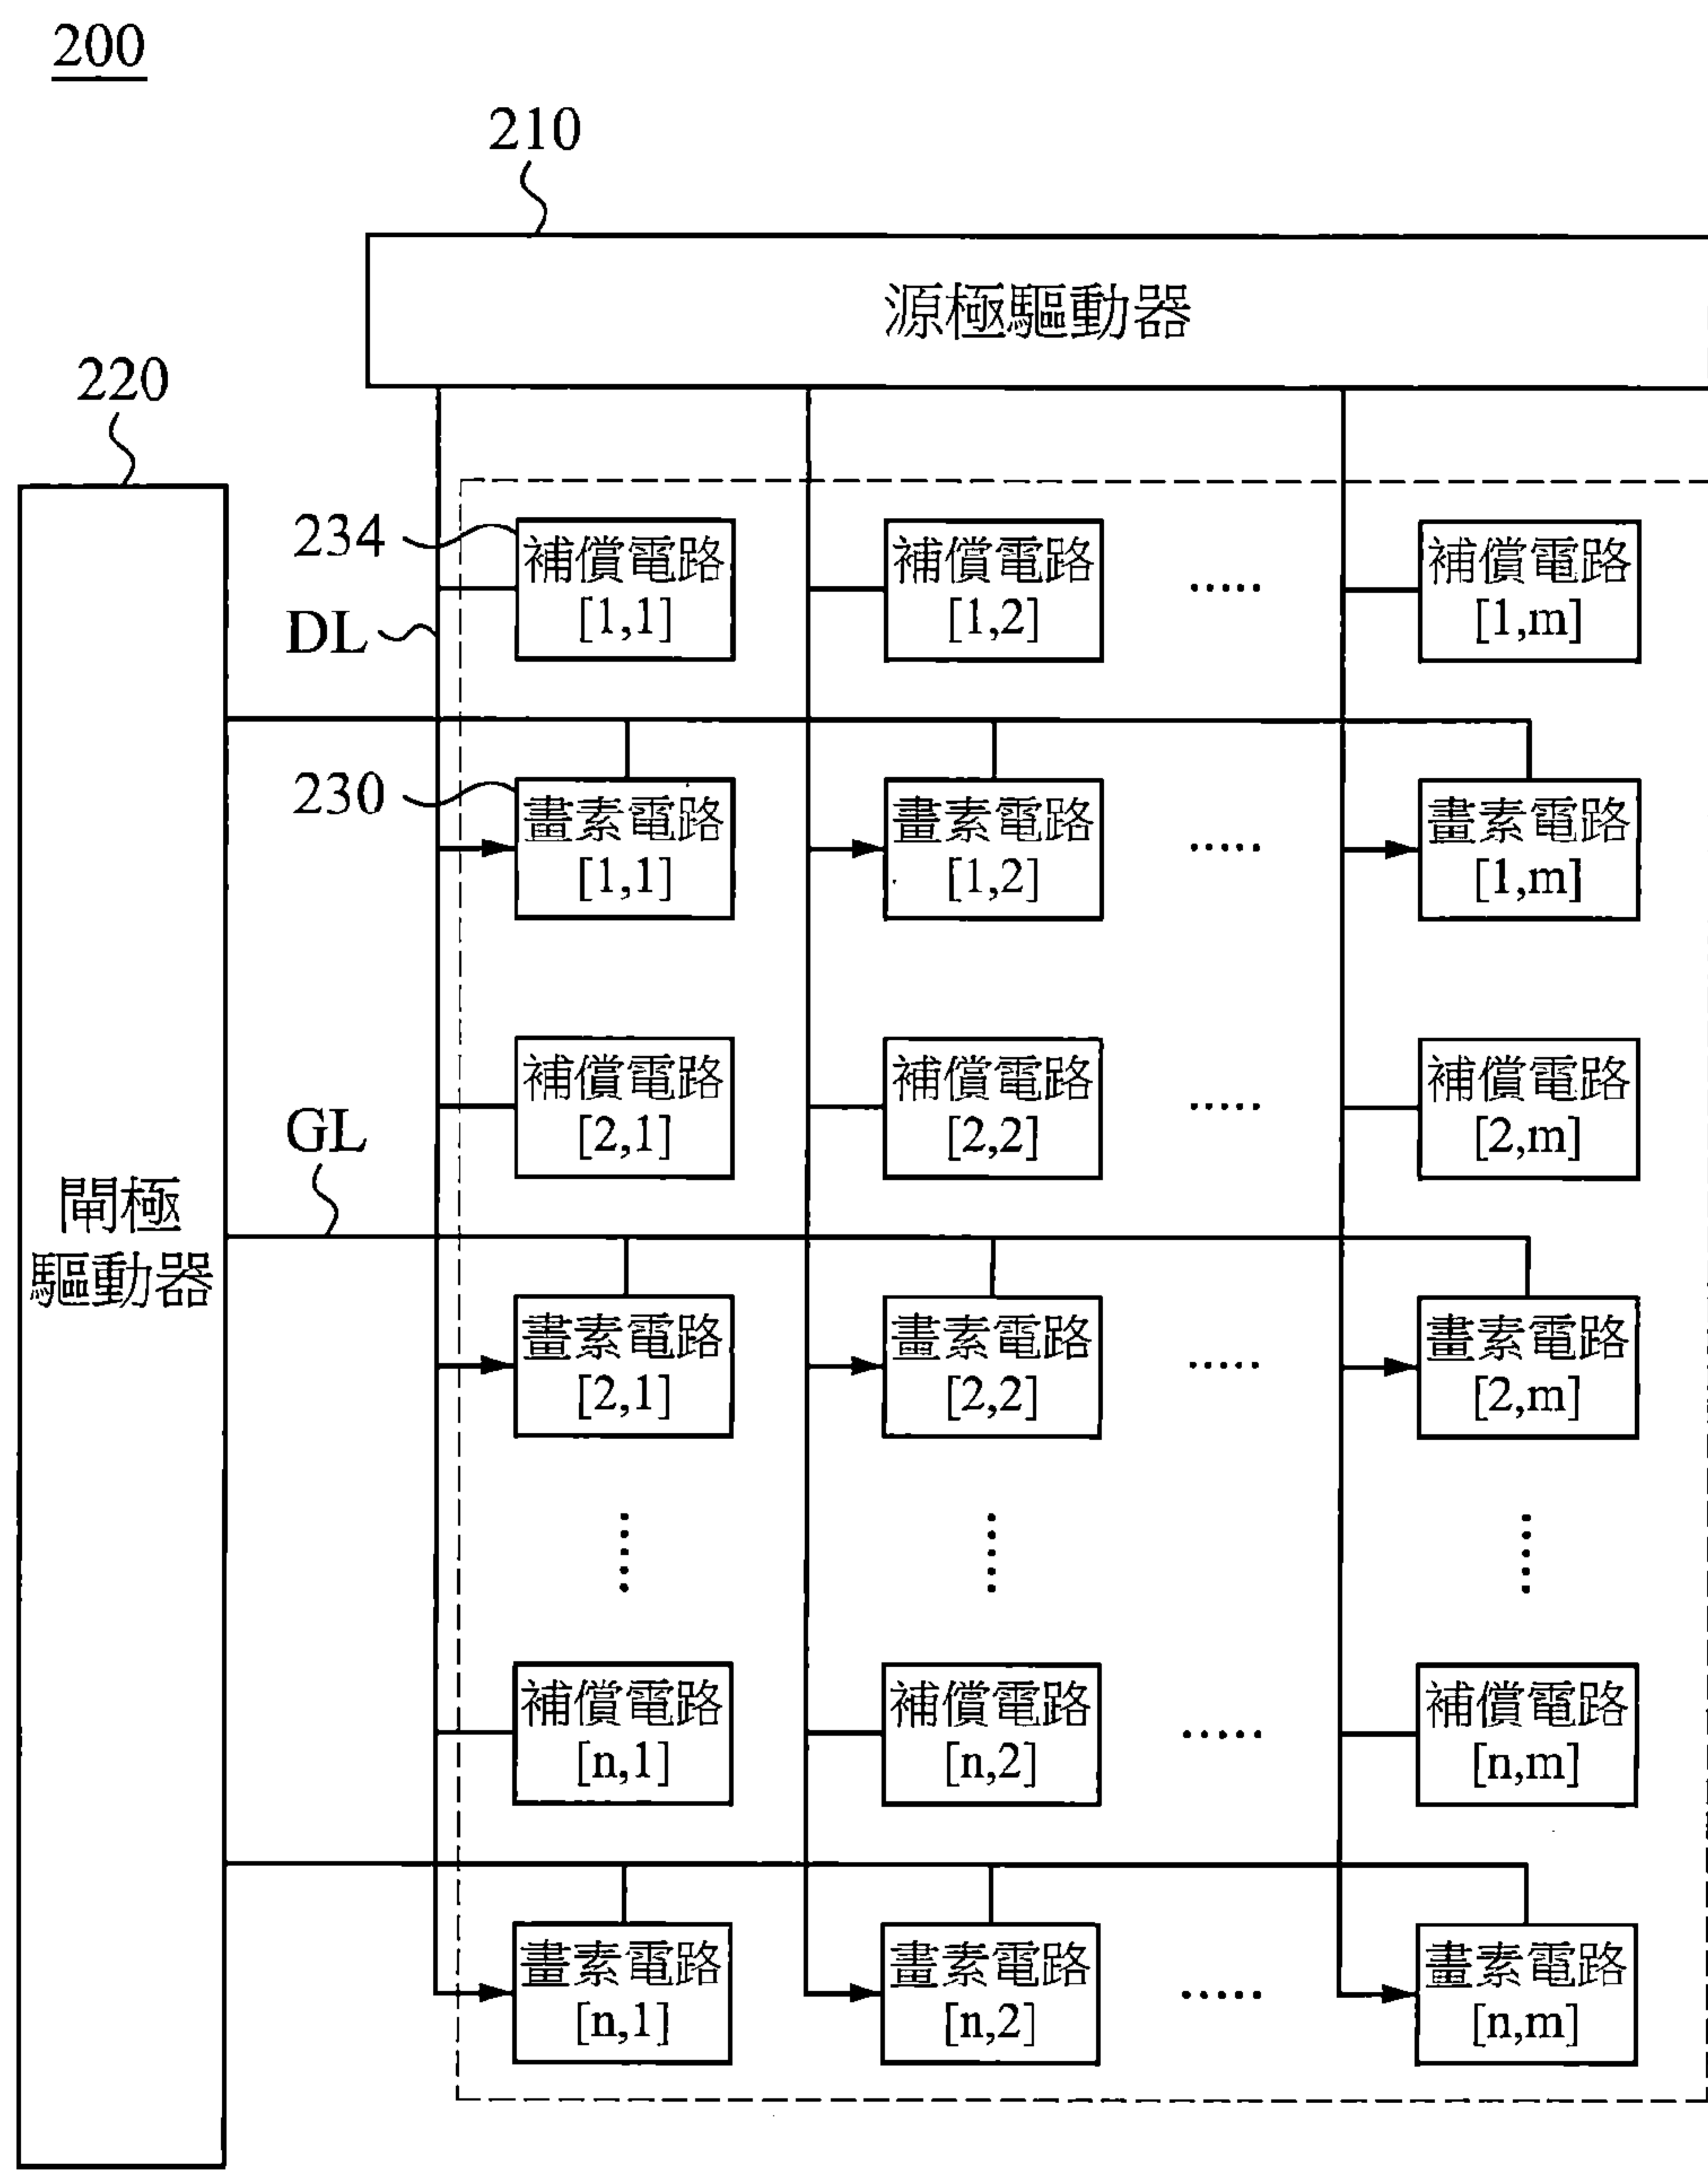 200
210
源極驅動器
220
234
補償電路
[1,1]
補償電路
[1,2]
.....
補償電路
[1,m]
DL
230
畫素電路
[1,1]
畫素電路
[1,2]
.....
畫素電路
[1,m]
補償電路
[2,1]
補償電路
[2,2]
.....
補償電路
[2,m]
GL
閘極
驅動器
畫素電路
[2,1]
畫素電路
[2,2]
.....
畫素電路
[2,m]
補償電路
[n,1]
補償電路
[n,2]
.....
補償電路
[n,m]
畫素電路
[n,1]
畫素電路
[n,2]
.....
畫素電路
[n,m]